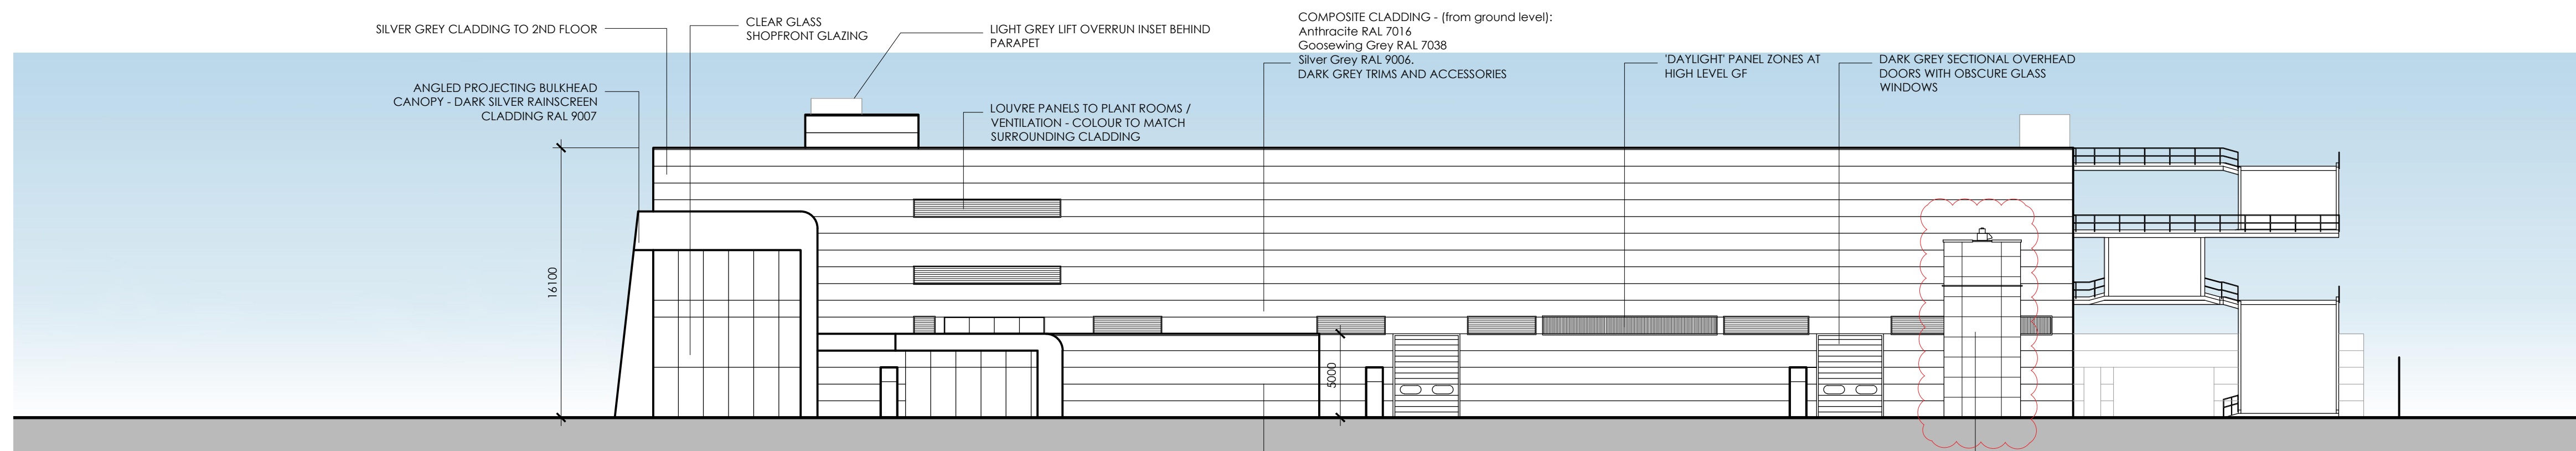 SILVER GREY CLADDING TO 2ND FLOOR
CLEAR GLASS
SHOPFRONT GLAZING
LIGHT GREY LIFT OVERRUN INSET BEHIND
PARAPET
COMPOSITE CLADDING - (from ground level):
Anthracite RAL 7016
Goosewing Grey RAL 7038
Silver Grey RAL 9006.
DARK GREY TRIMS AND ACCESSORIES
'DAYLIGHT' PANEL ZONES AT
HIGH LEVEL GF
DARK GREY SECTIONAL OVERHEAD
DOORS WITH OBSCURE GLASS
WINDOWS
ANGLED PROJECTING BULKHEAD
CANOPY - DARK SILVER RAINSCREEN
CLADDING RAL 9007
LOUVRE PANELS TO PLANT ROOMS /
VENTILATION - COLOUR TO MATCH
SURROUNDING CLADDING
16100
5000